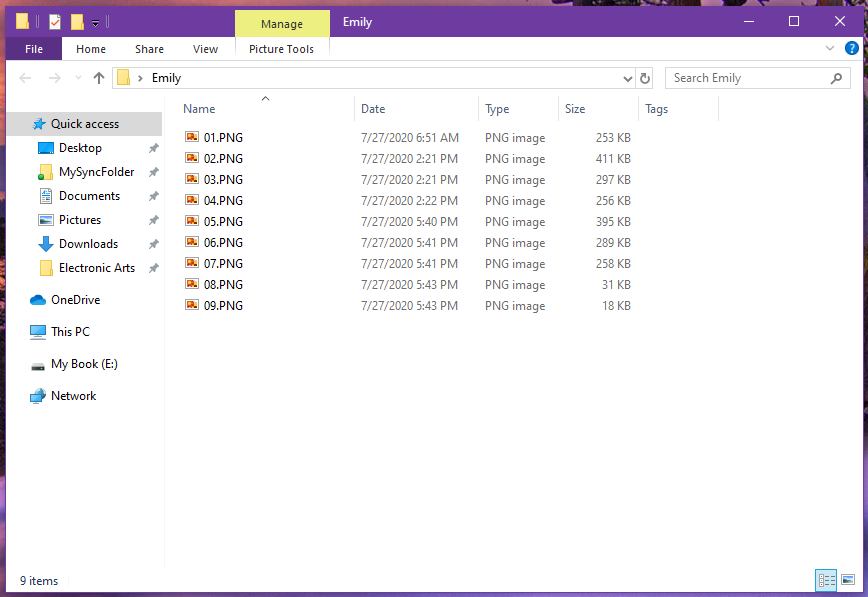 Manage Emily
File Home Share View Picture Tools ?
Emily Search Emily
Name Date Type Size Tags
Quick access
Desktop
MySyncFolder
Documents
Pictures
Downloads
Electronic Arts
OneDrive
This PC
My Book (E:)
Network
01.PNG 7/27/2020 6:51 AM PNG image 253 KB
02.PNG 7/27/2020 2:21 PM PNG image 411 KB
03.PNG 7/27/2020 2:21 PM PNG image 297 KB
04.PNG 7/27/2020 2:22 PM PNG image 256 KB
05.PNG 7/27/2020 5:40 PM PNG image 395 KB
06.PNG 7/27/2020 5:41 PM PNG image 289 KB
07.PNG 7/27/2020 5:41 PM PNG image 258 KB
08.PNG 7/27/2020 5:43 PM PNG image 31 KB
09.PNG 7/27/2020 5:43 PM PNG image 18 KB
9 items